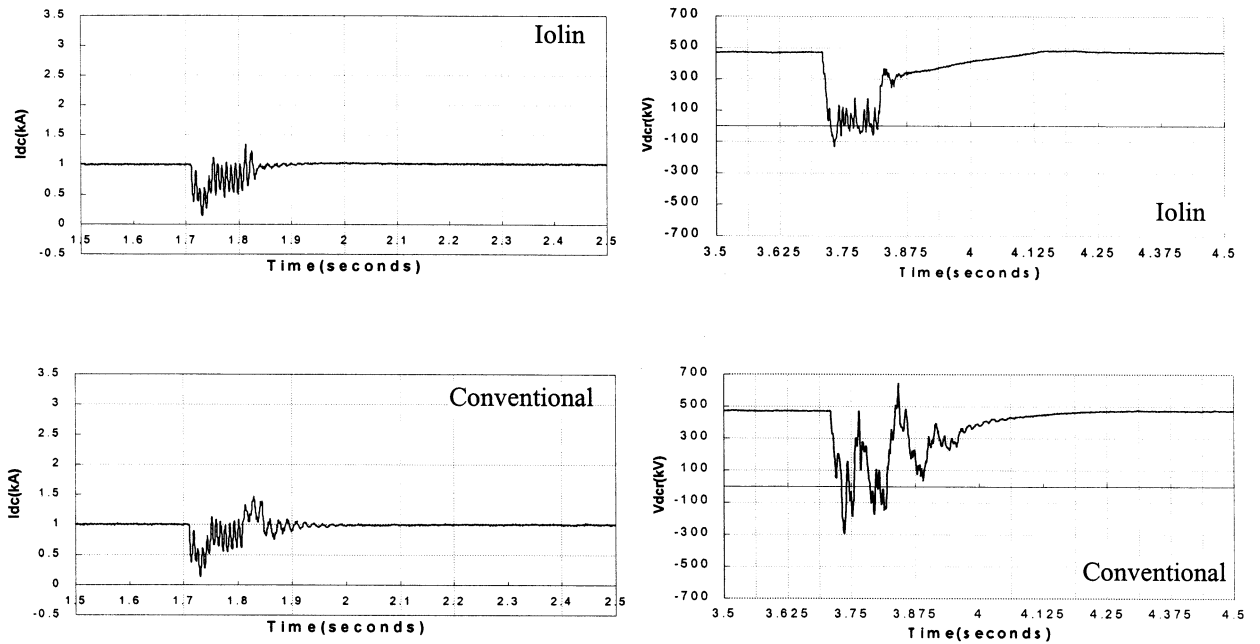 3.5
3
2.5
2
1.5
1
0.5
0
-0.5
Idc(kA)
Iolin
1.5 1.6 1.7 1.8 1.9 2 2.1 2.2 2.3 2.4 2.5
Time(seconds)
700
500
300
100
-100
-300
-500
-700
Vdcr(kV)
Iolin
3.5 3.625 3.75 3.875 4 4.125 4.25 4.375 4.5
Time(seconds)
3.5
3
2.5
2
1.5
1
0.5
0
-0.5
Idc(kA)
Conventional
1.5 1.6 1.7 1.8 1.9 2 2.1 2.2 2.3 2.4 2.5
Time(seconds)
700
500
300
100
-100
-300
-500
-700
Vdcr(kV)
Conventional
3.5 3.625 3.75 3.875 4 4.125 4.25 4.375 4.5
Time(seconds)